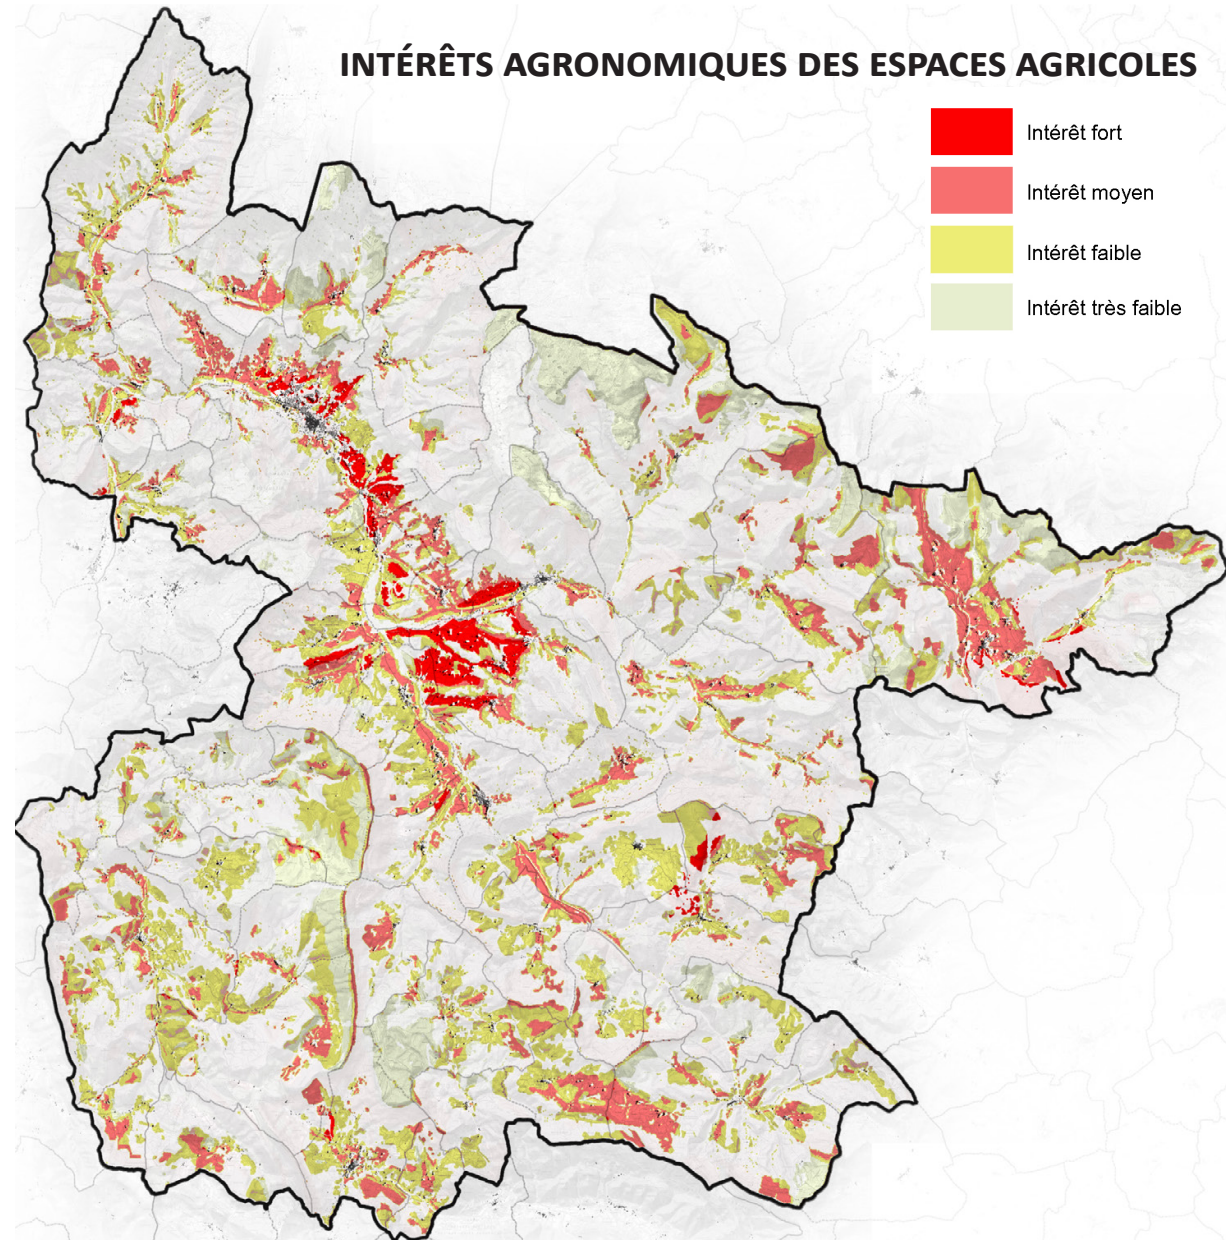 INTÉRÊTS AGRONOMIQUES DES ESPACES AGRICOLES
Intérêt fort
Intérêt moyen
Intérêt faible
Intérêt très faible